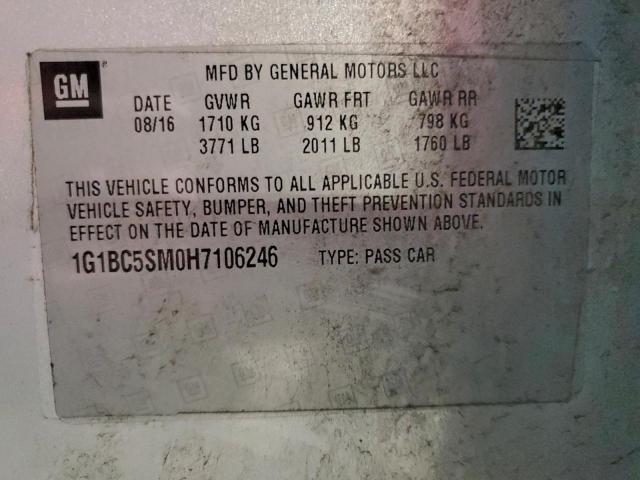 GM ® MFD BY GENERAL MOTORS LLC
DATE GVWR GAWR FRT GAWR RR
08/16 1710 KG 912 KG 798 KG
3771 LB 2011 LB 1760 LB
THIS VEHICLE CONFORMS TO ALL APPLICABLE U.S. FEDERAL MOTOR
VEHICLE SAFETY, BUMPER, AND THEFT PREVENTION STANDARDS IN
EFFECT ON THE DATE OF MANUFACTURE SHOWN ABOVE.
1G1BC5SM0H7106246 TYPE: PASS CAR